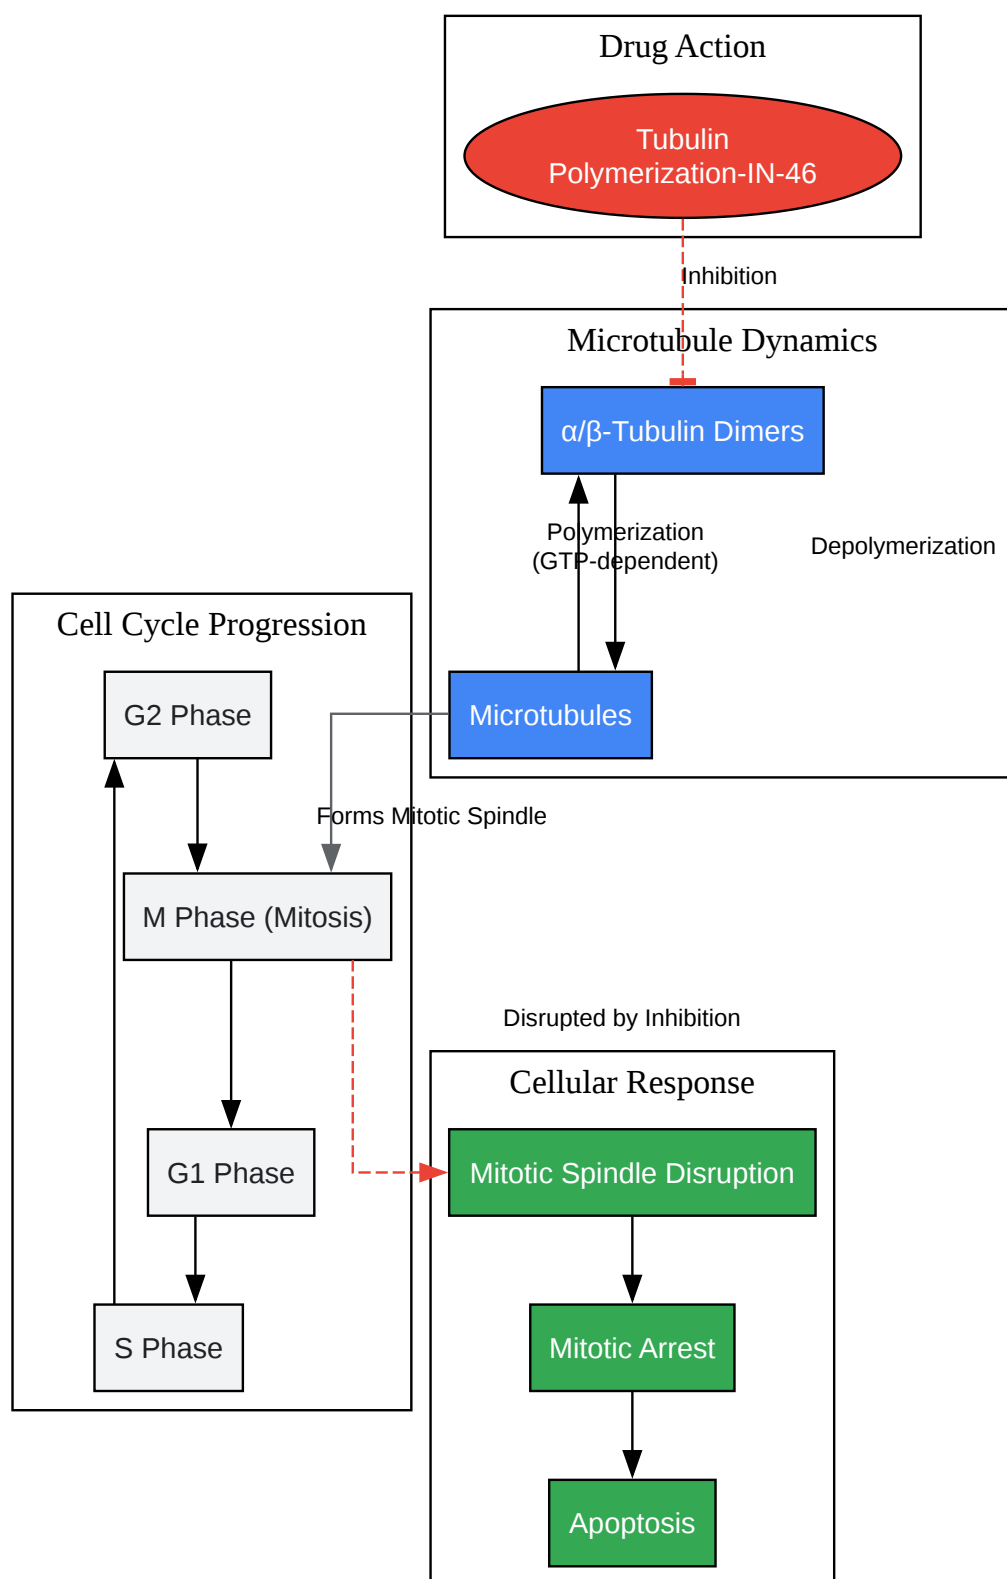 Drug Action
Tubulin
Polymerization-IN-46
Inhibition
Microtubule Dynamics
α/β-Tubulin Dimers
Polymerization
(GTP-dependent)
Depolymerization
Cell Cycle Progression
G2 Phase
Microtubules
Forms Mitotic Spindle
M Phase (Mitosis)
Disrupted by Inhibition
Cellular Response
G1 Phase
Mitotic Spindle Disruption
S Phase
Mitotic Arrest
Apoptosis